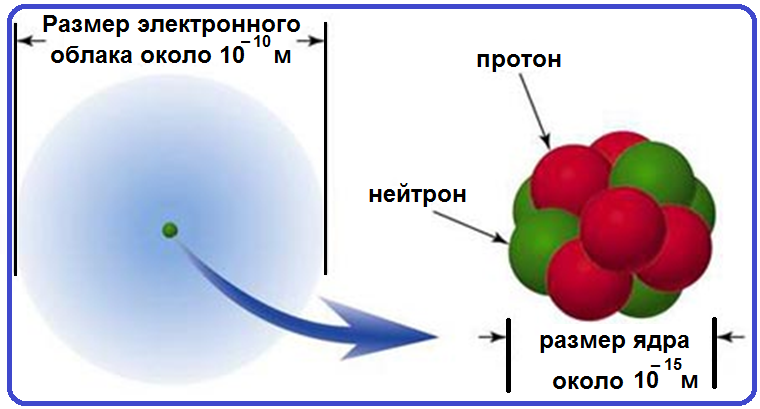 Размер электронного
облака около 10⁻¹⁰ м
протон
нейтрон
размер ядра
около 10⁻¹⁵ м